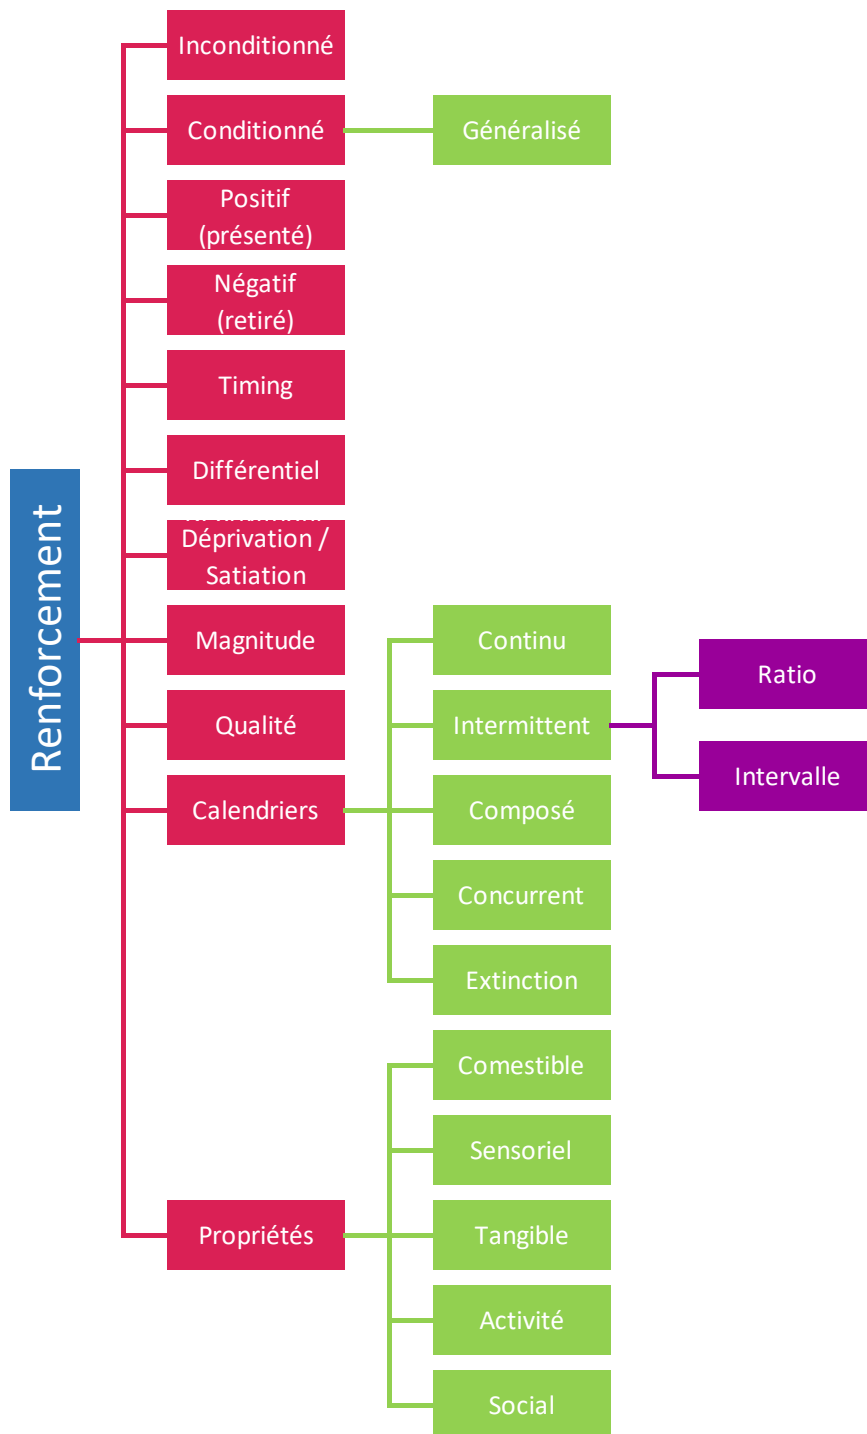 Renforcement
Inconditionné
Conditionné
Généralisé
Positif
(présenté)
Négatif
(retiré)
Timing
Différentiel
Déprivation /
Satiation
Magnitude
Qualité
Calendriers
Continu
Intermittent
Ratio
Intervalle
Composé
Concurrent
Extinction
Propriétés
Comestible
Sensoriel
Tangible
Activité
Social